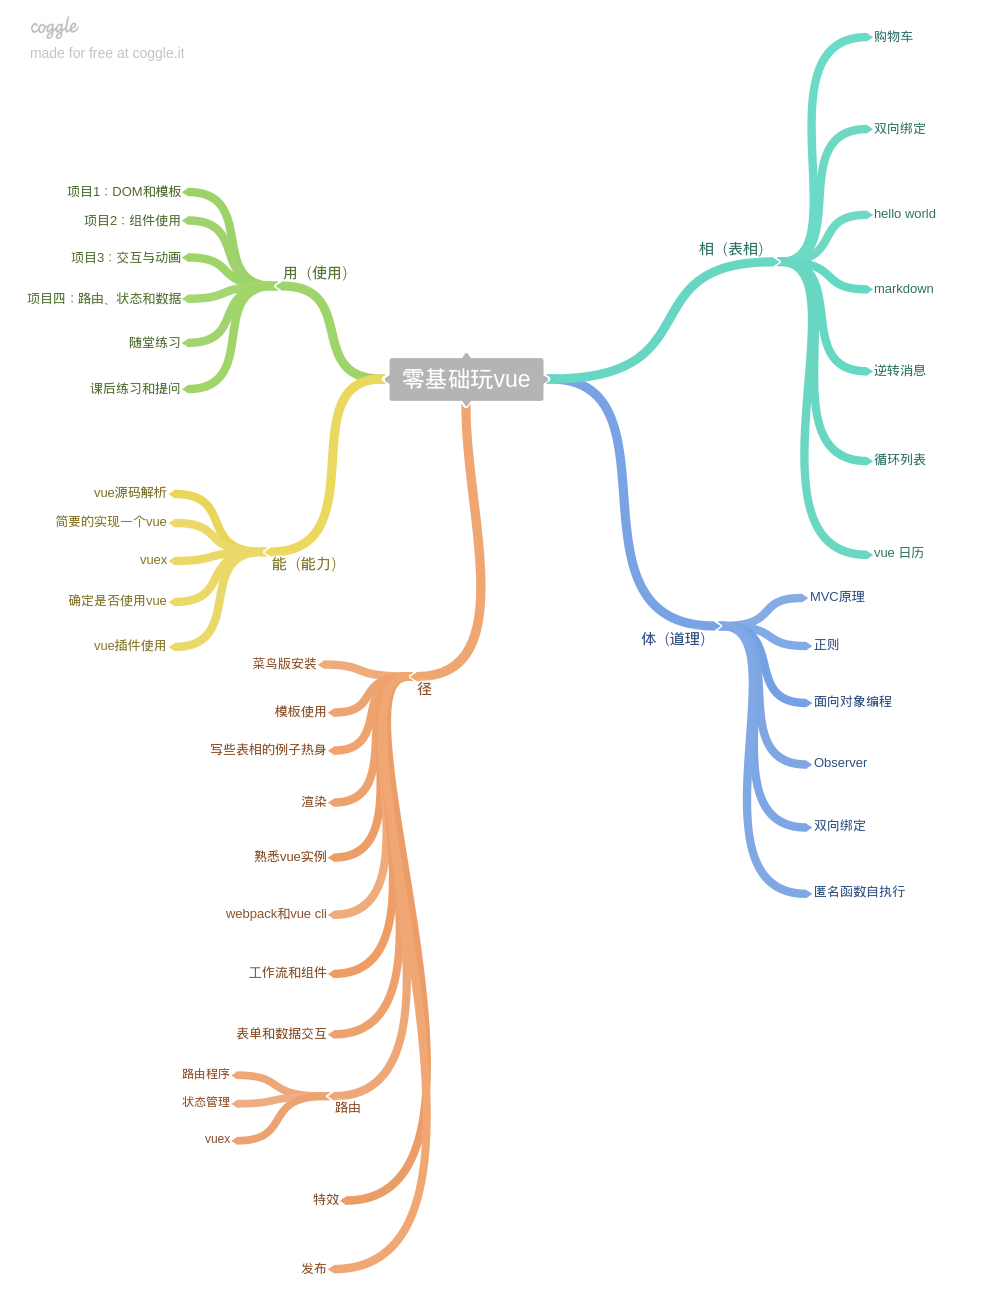 coggle
made for free at coggle.it
零基础玩vue
用（使用）
项目1：DOM和模板
项目2：组件使用
项目3：交互与动画
项目四：路由、状态和数据
随堂练习
课后练习和提问
能（能力）
vue源码解析
简要的实现一个vue
vuex
确定是否使用vue
vue插件使用
相（表相）
购物车
双向绑定
hello world
markdown
逆转消息
循环列表
vue 日历
体（道理）
MVC原理
正则
面向对象编程
Observer
双向绑定
匿名函数自执行
径
菜鸟版安装
模板使用
写些表相的例子热身
渲染
熟悉vue实例
webpack和vue cli
工作流和组件
表单和数据交互
路由
路由程序
状态管理
vuex
特效
发布